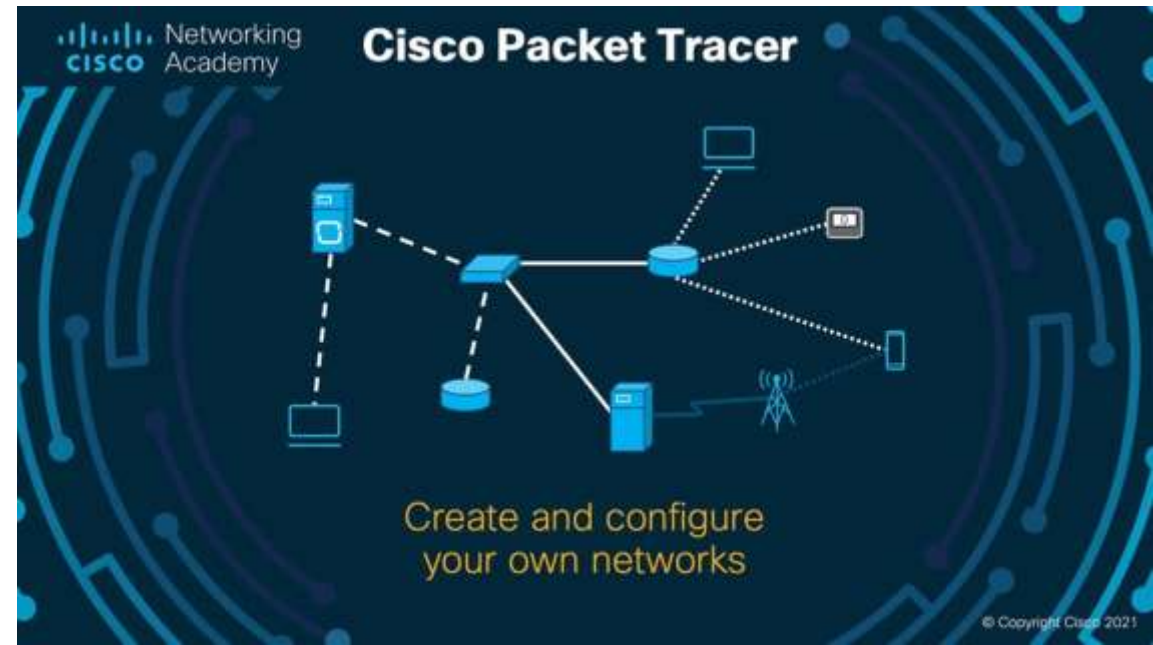 Networking
CISCO Academy
Cisco Packet Tracer
Create and configure
your own networks
© Copyright Cisco 2021